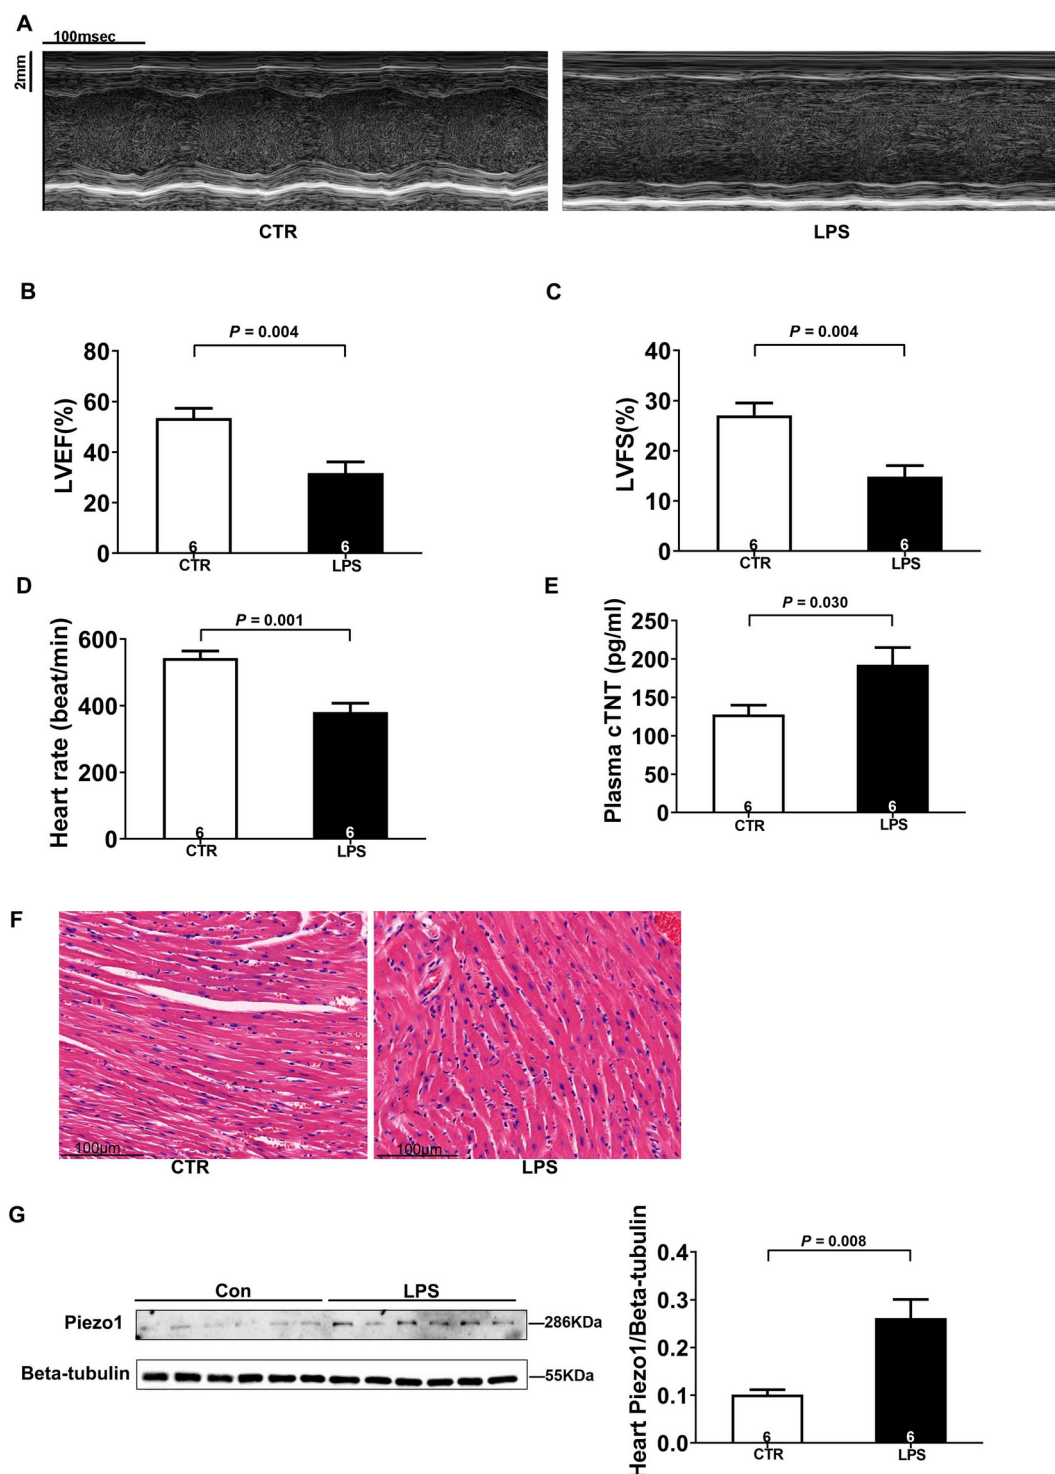 A
100msec
2mm
CTR
LPS
B
P = 0.004
LVEF(%)
80
60
40
20
0
6
6
CTR
LPS
C
P = 0.004
LVFS(%)
40
30
20
10
0
6
6
CTR
LPS
D
P = 0.001
Heart rate (beat/min)
600
400
200
0
6
6
CTR
LPS
E
P = 0.030
Plasma cTNT (pg/ml)
250
200
150
100
50
0
6
6
CTR
LPS
F
100μm
100μm
CTR
LPS
G
Con
LPS
Piezo1
286KDa
Beta-tubulin
55KDa
P = 0.008
Heart Piezo1/Beta-tubulin
0.4
0.3
0.2
0.1
0.0
6
6
CTR
LPS